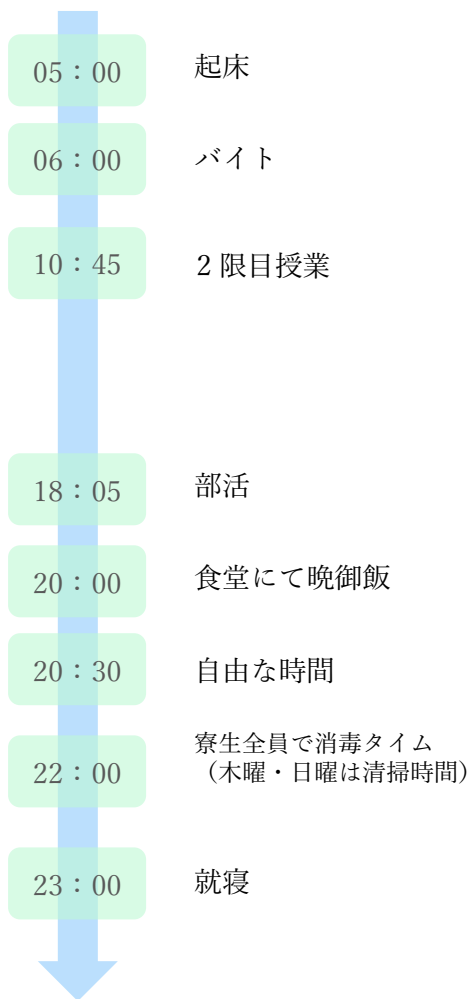 05：00 起床
06：00 バイト
10：45 2限目授業
18：05 部活
20：00 食堂にて晩御飯
20：30 自由な時間
22：00 寮生全員で消毒タイム
（木曜・日曜は清掃時間）
23：00 就寝